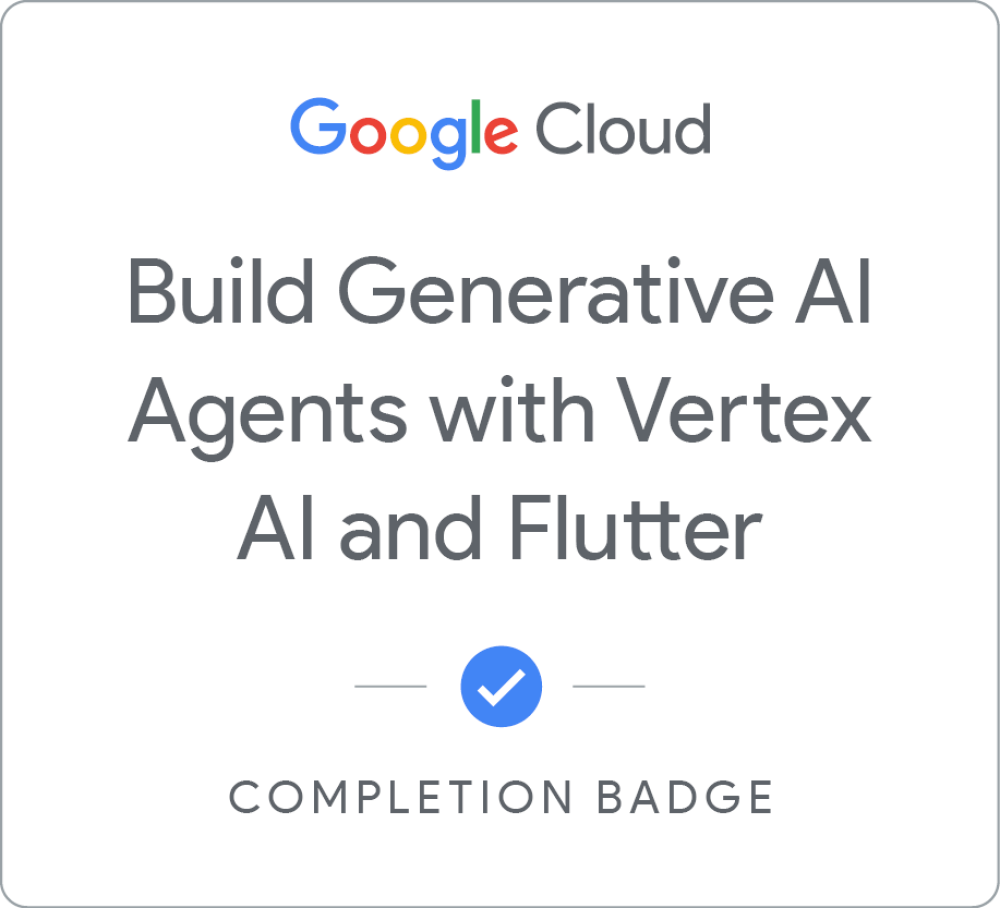 Google Cloud
Build Generative AI
Agents with Vertex
AI and Flutter
COMPLETION BADGE